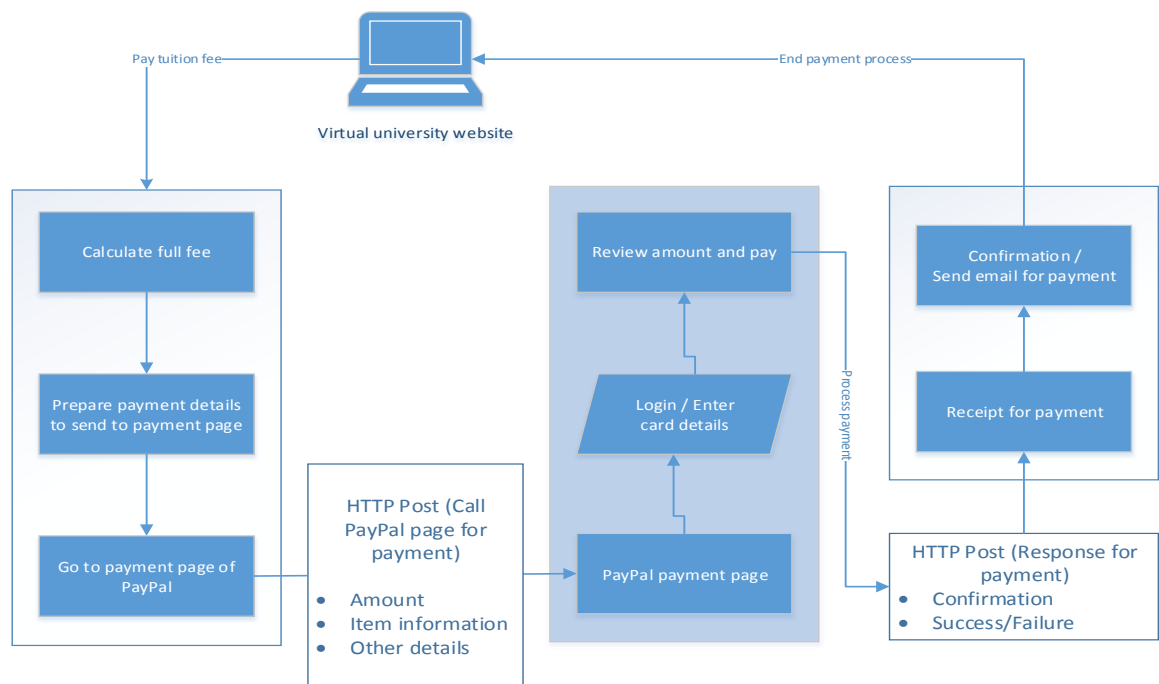 Pay tuition fee
End payment process
Virtual university website
Calculate full fee
Prepare payment details
to send to payment page
Go to payment page of
PayPal
HTTP Post (Call
PayPal page for
payment)
● Amount
● Item information
● Other details
Review amount and pay
Login / Enter
card details
PayPal payment page
Process payment
Confirmation /
Send email for payment
Receipt for payment
HTTP Post (Response for
payment)
● Confirmation
● Success/Failure